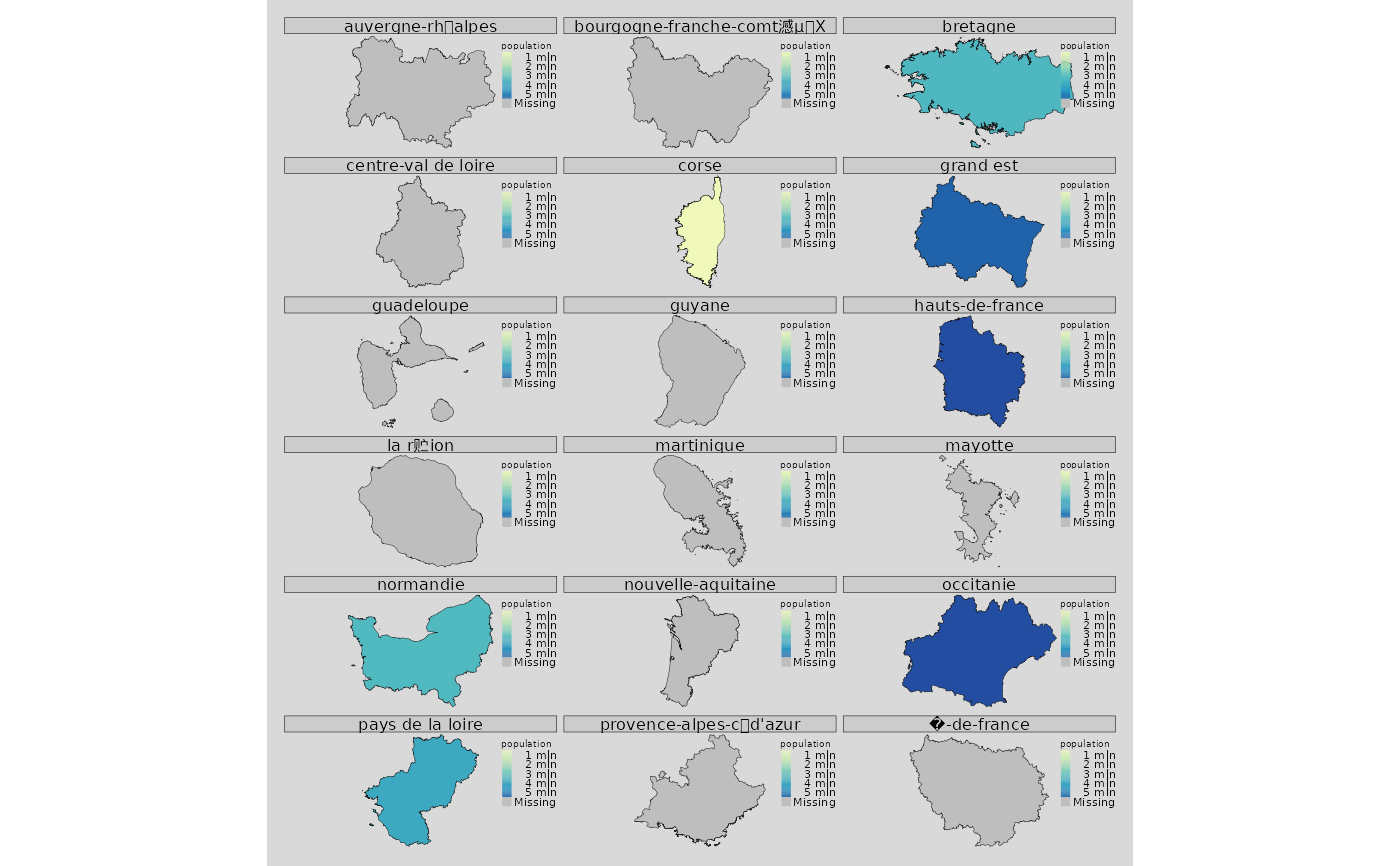 auvergne-rh▯alpes
population
1 mln
2 mln
3 mln
4 mln
5 mln
Missing
bourgogne-franche-comt▯µ▯X
population
1 mln
2 mln
3 mln
4 mln
5 mln
Missing
bretagne
population
1 mln
2 mln
3 mln
4 mln
5 mln
Missing
centre-val de loire
population
1 mln
2 mln
3 mln
4 mln
5 mln
Missing
corse
population
1 mln
2 mln
3 mln
4 mln
5 mln
Missing
grand est
population
1 mln
2 mln
3 mln
4 mln
5 mln
Missing
guadeloupe
population
1 mln
2 mln
3 mln
4 mln
5 mln
Missing
guyane
population
1 mln
2 mln
3 mln
4 mln
5 mln
Missing
hauts-de-france
population
1 mln
2 mln
3 mln
4 mln
5 mln
Missing
la r贮ion
population
1 mln
2 mln
3 mln
4 mln
5 mln
Missing
martinique
population
1 mln
2 mln
3 mln
4 mln
5 mln
Missing
mayotte
population
1 mln
2 mln
3 mln
4 mln
5 mln
Missing
normandie
population
1 mln
2 mln
3 mln
4 mln
5 mln
Missing
nouvelle-aquitaine
population
1 mln
2 mln
3 mln
4 mln
5 mln
Missing
occitanie
population
1 mln
2 mln
3 mln
4 mln
5 mln
Missing
pays de la loire
population
1 mln
2 mln
3 mln
4 mln
5 mln
Missing
provence-alpes-c▯d'azur
population
1 mln
2 mln
3 mln
4 mln
5 mln
Missing
�-de-france
population
1 mln
2 mln
3 mln
4 mln
5 mln
Missing